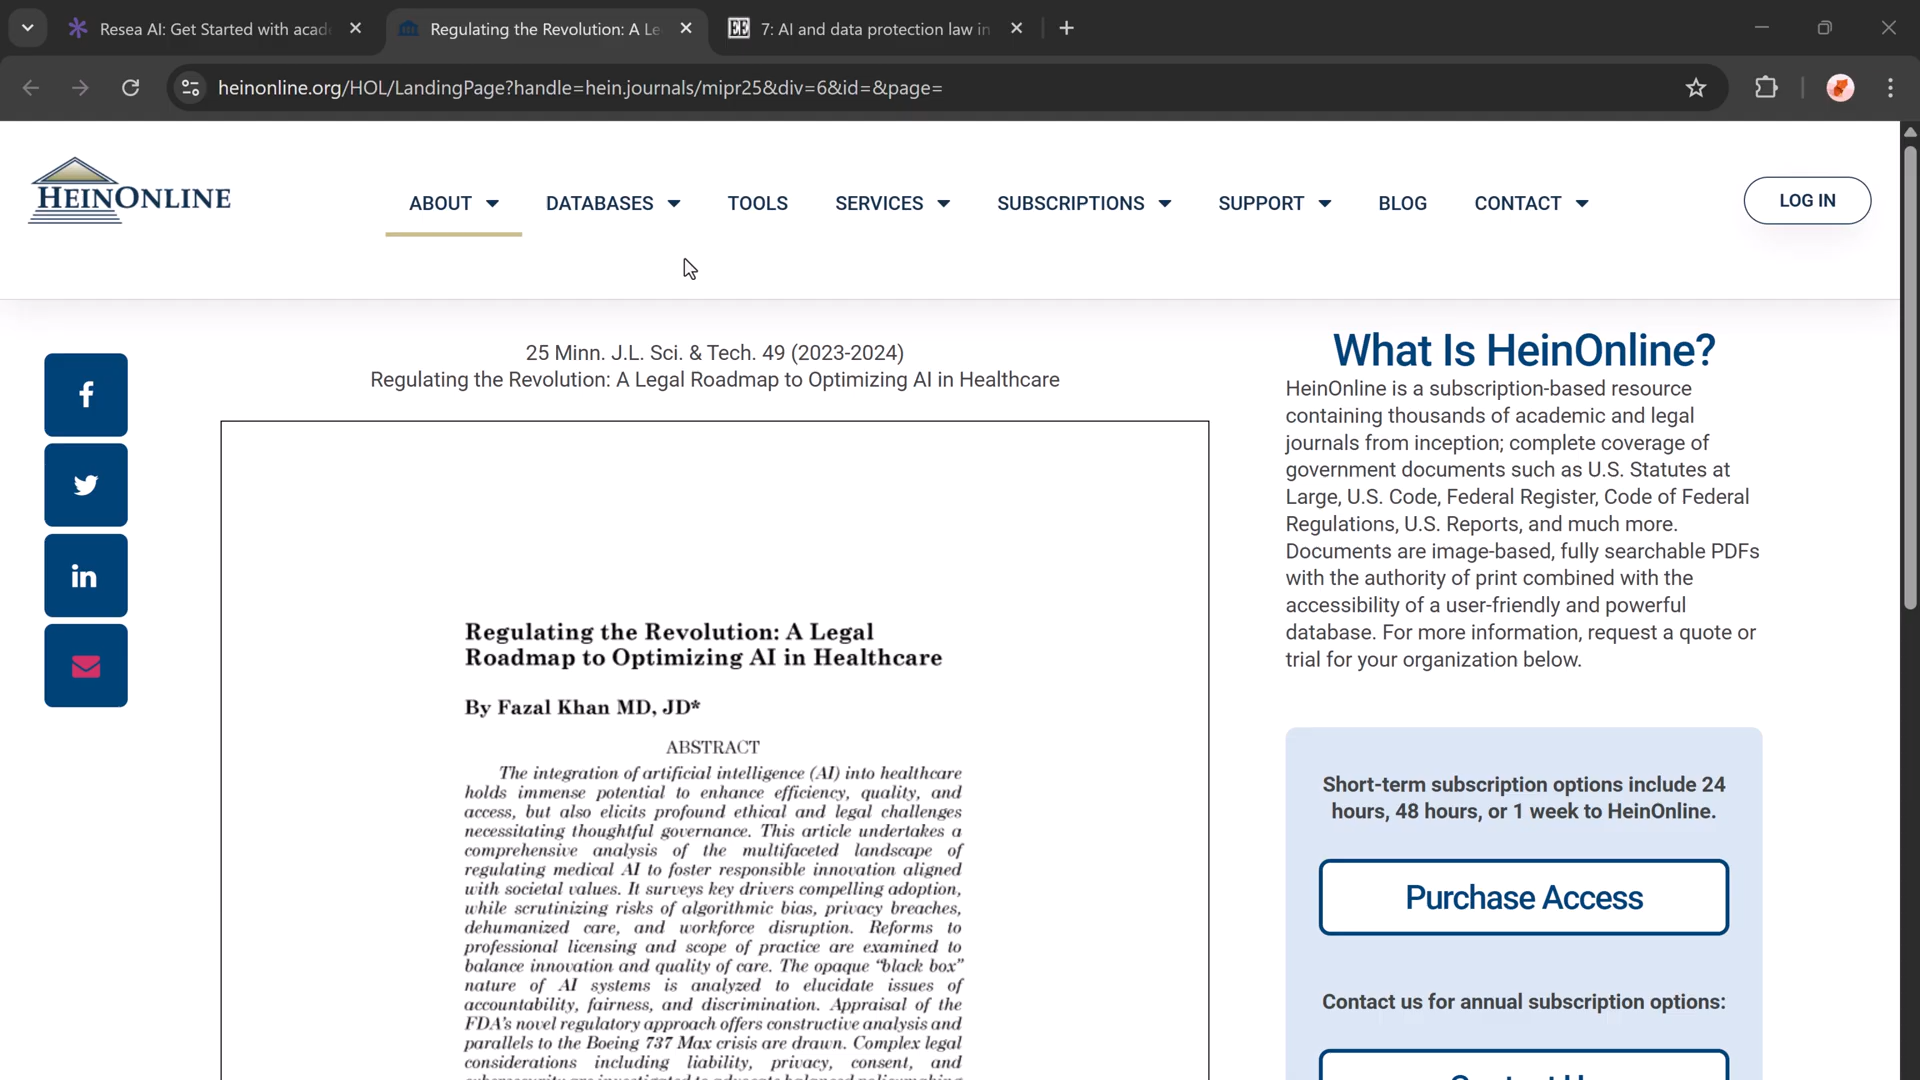 Resea AI: Get Started with acad
Regulating the Revolution: A Le
7: AI and data protection law in
heinonline.org/HOL/LandingPage?handle=hein.journals/mipr25&div=6&id=&page=
HEINONLINE
ABOUT
DATABASES
TOOLS
SERVICES
SUBSCRIPTIONS
SUPPORT
BLOG
CONTACT
LOG IN
25 Minn. J.L. Sci. & Tech. 49 (2023-2024)
Regulating the Revolution: A Legal Roadmap to Optimizing AI in Healthcare
Regulating the Revolution: A Legal
Roadmap to Optimizing AI in Healthcare
By Fazal Khan MD, JD*
ABSTRACT
The integration of artificial intelligence (AI) into healthcare
holds immense potential to enhance efficiency, quality, and
access, but also elicits profound ethical and legal challenges
necessitating thoughtful governance. This article undertakes a
comprehensive analysis of the multifaceted landscape of
regulating medical AI to foster responsible innovation aligned
with societal values. It surveys key drivers compelling adoption,
while scrutinizing risks of algorithmic bias, privacy breaches,
dehumanized care, and workforce disruption. Reforms to
professional licensing and scope of practice are examined to
balance innovation and quality of care. The opaque “black box”
nature of AI systems is analyzed to elucidate issues of
accountability, fairness, and discrimination. Appraisal of the
FDA's novel regulatory approach offers constructive analysis and
parallels to the Boeing 737 Max crisis are drawn. Complex legal
considerations including liability, privacy, consent, and
What Is HeinOnline?
HeinOnline is a subscription-based resource
containing thousands of academic and legal
journals from inception; complete coverage of
government documents such as U.S. Statutes at
Large, U.S. Code, Federal Register, Code of Federal
Regulations, U.S. Reports, and much more.
Documents are image-based, fully searchable PDFs
with the authority of print combined with the
accessibility of a user-friendly and powerful
database. For more information, request a quote or
trial for your organization below.
Short-term subscription options include 24
hours, 48 hours, or 1 week to HeinOnline.
Purchase Access
Contact us for annual subscription options: